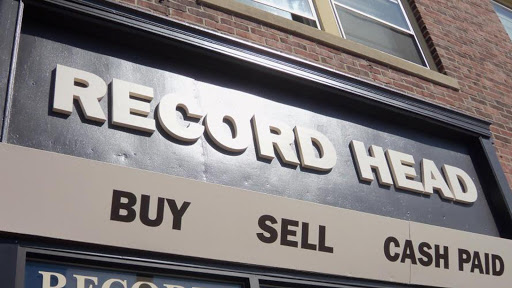 RECORD HEAD
BUY SELL CASH PAID